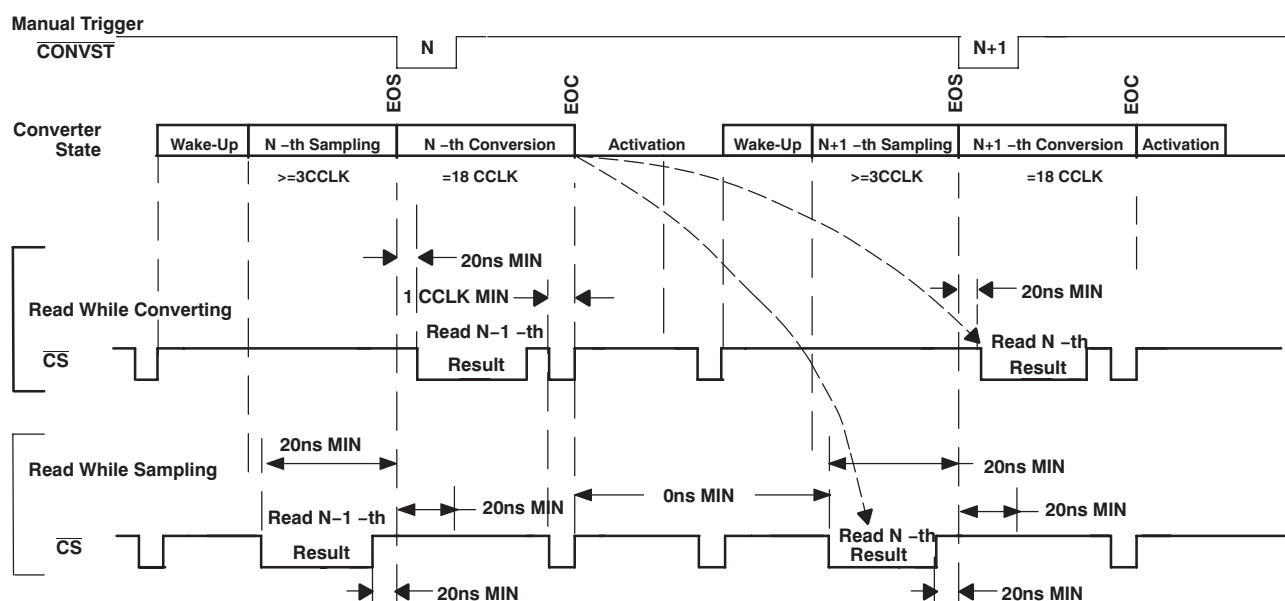 Manual Trigger
CONVST
N
N+1
EOS
EOC
EOS
EOC
Converter
State
Wake-Up
N −th Sampling
N −th Conversion
Activation
Wake-Up
N+1 −th Sampling
N+1 −th Conversion
Activation
>=3CCLK
=18 CCLK
>=3CCLK
=18 CCLK
20ns MIN
20ns MIN
1 CCLK MIN
Read While Converting
Read N−1 −th
Result
Read N −th
Result
CS
20ns MIN
Read While Sampling
20ns MIN
0ns MIN
20ns MIN
20ns MIN
Read N−1 −th
Result
Read N −th
Result
CS
20ns MIN
20ns MIN